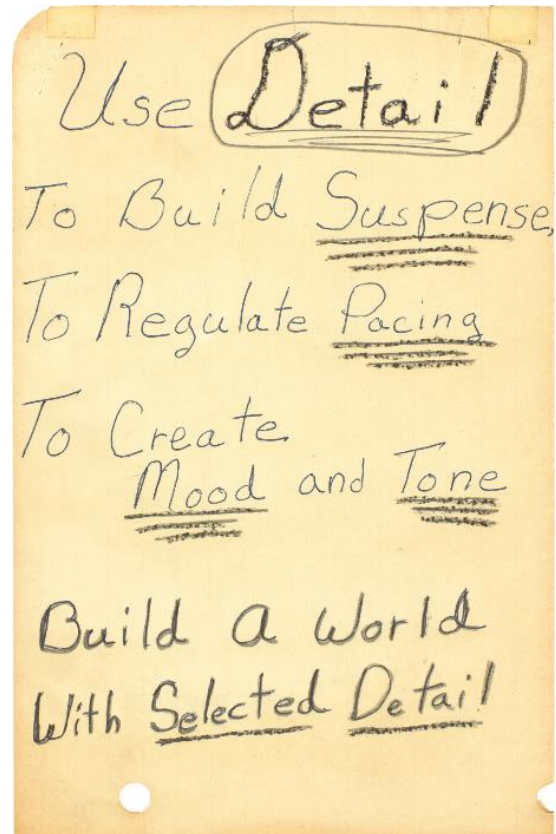 Use Detail
To Build Suspense,
To Regulate Pacing
To Create
Mood and Tone
Build a World
With Selected Detail